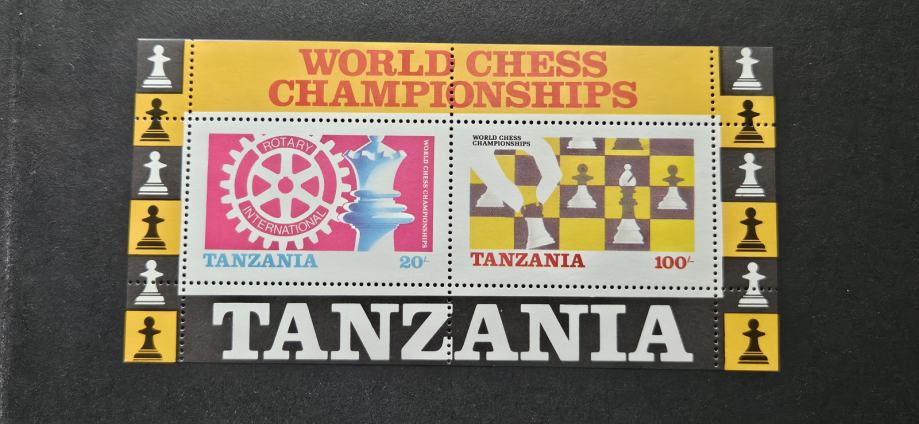 WORLD CHESS
CHAMPIONSHIPS
ROTARY
INTERNATIONAL
WORLD CHESS CHAMPIONSHIPS
TANZANIA 20/-
WORLD CHESS
CHAMPIONSHIPS
TANZANIA 100/-
TANZANIA